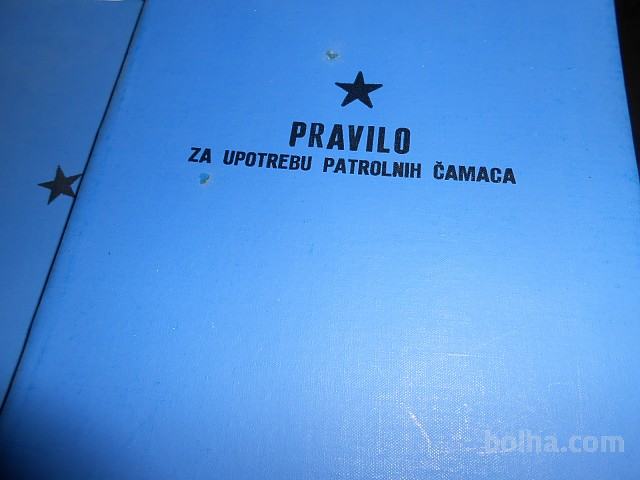 PRAVILO
ZA UPOTREBU PATROLNIH ČAMACA
bolha.com